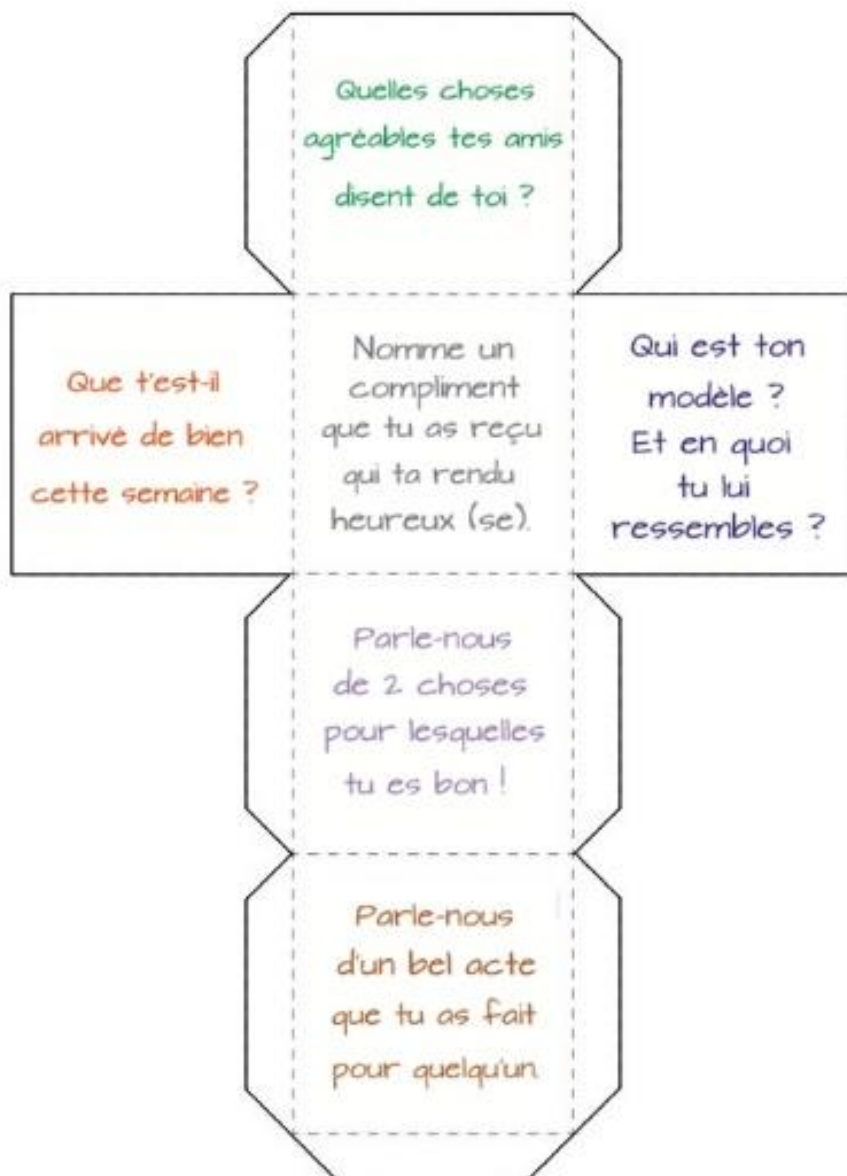 Quelles choses
agréables tes amis
disent de toi ?
Que t'est-il
arrivé de bien
cette semaine ?
Nomme un
compliment
que tu as reçu
qui ta rendu
heureux (se).
Qui est ton
modèle ?
Et en quoi
tu lui
ressembles ?
Parle-nous
de 2 choses
pour lesquelles
tu es bon !
Parle-nous
d'un bel acte
que tu as fait
pour quelqu'un.